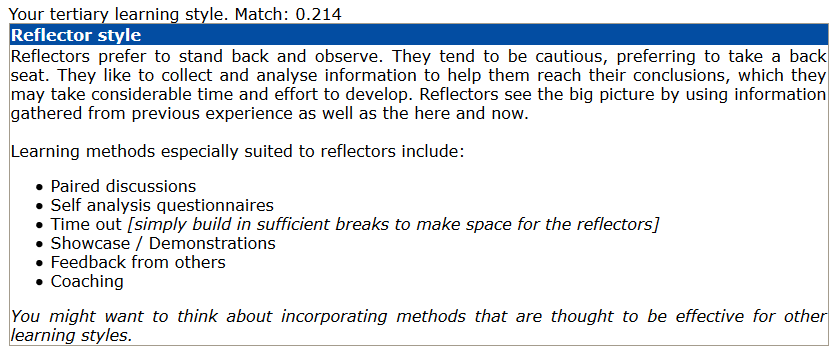 Your tertiary learning style. Match: 0.214
Reflector style
Reflectors prefer to stand back and observe. They tend to be cautious, preferring to take a back
seat. They like to collect and analyse information to help them reach their conclusions, which they
may take considerable time and effort to develop. Reflectors see the big picture by using information
gathered from previous experience as well as the here and now.
Learning methods especially suited to reflectors include:
• Paired discussions
• Self analysis questionnaires
• Time out [simply build in sufficient breaks to make space for the reflectors]
• Showcase / Demonstrations
• Feedback from others
• Coaching
You might want to think about incorporating methods that are thought to be effective for other
learning styles.